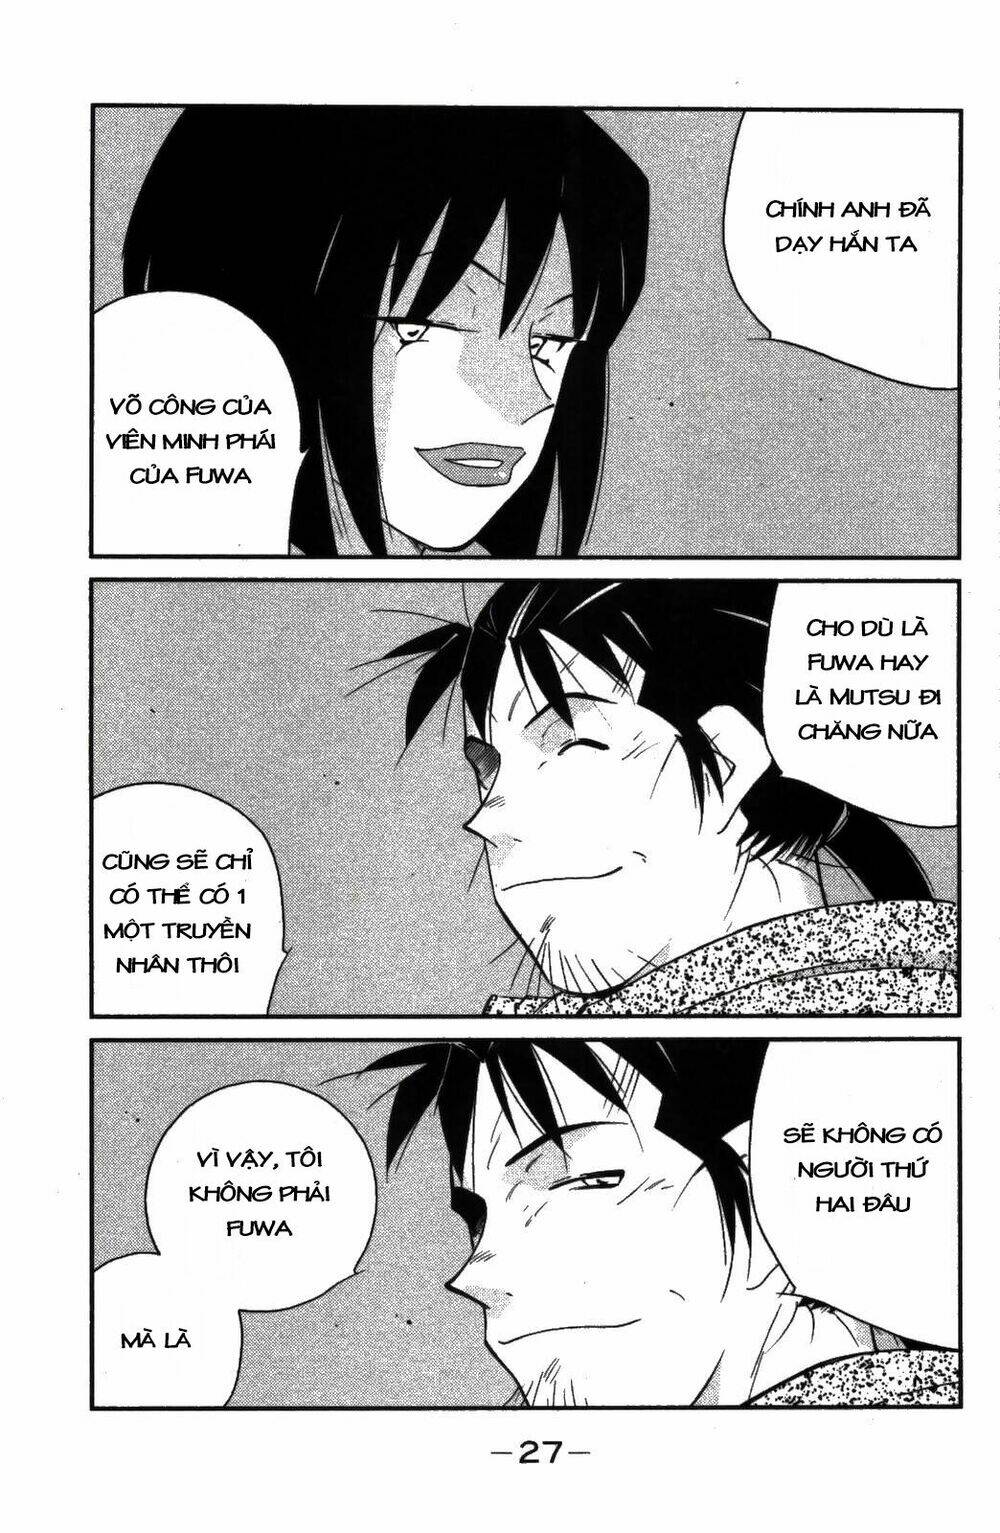 CHÍNH ANH ĐÃ
DẠY HẮN TA
VÕ CÔNG CỦA
VIÊN MINH PHÁI
CỦA FUWA
CHO DÙ LÀ
FUWA HAY
LÀ MUTSU ĐI
CHĂNG NỮA
CŨNG SẼ CHỈ
CÓ THỂ CÓ 1
MỘT TRUYỀN
NHÂN THÔI
SẼ KHÔNG CÓ
NGƯỜI THỨ
HAI ĐÂU
VÌ VẬY, TÔI
KHÔNG PHẢI
FUWA
MÀ LÀ
-27-